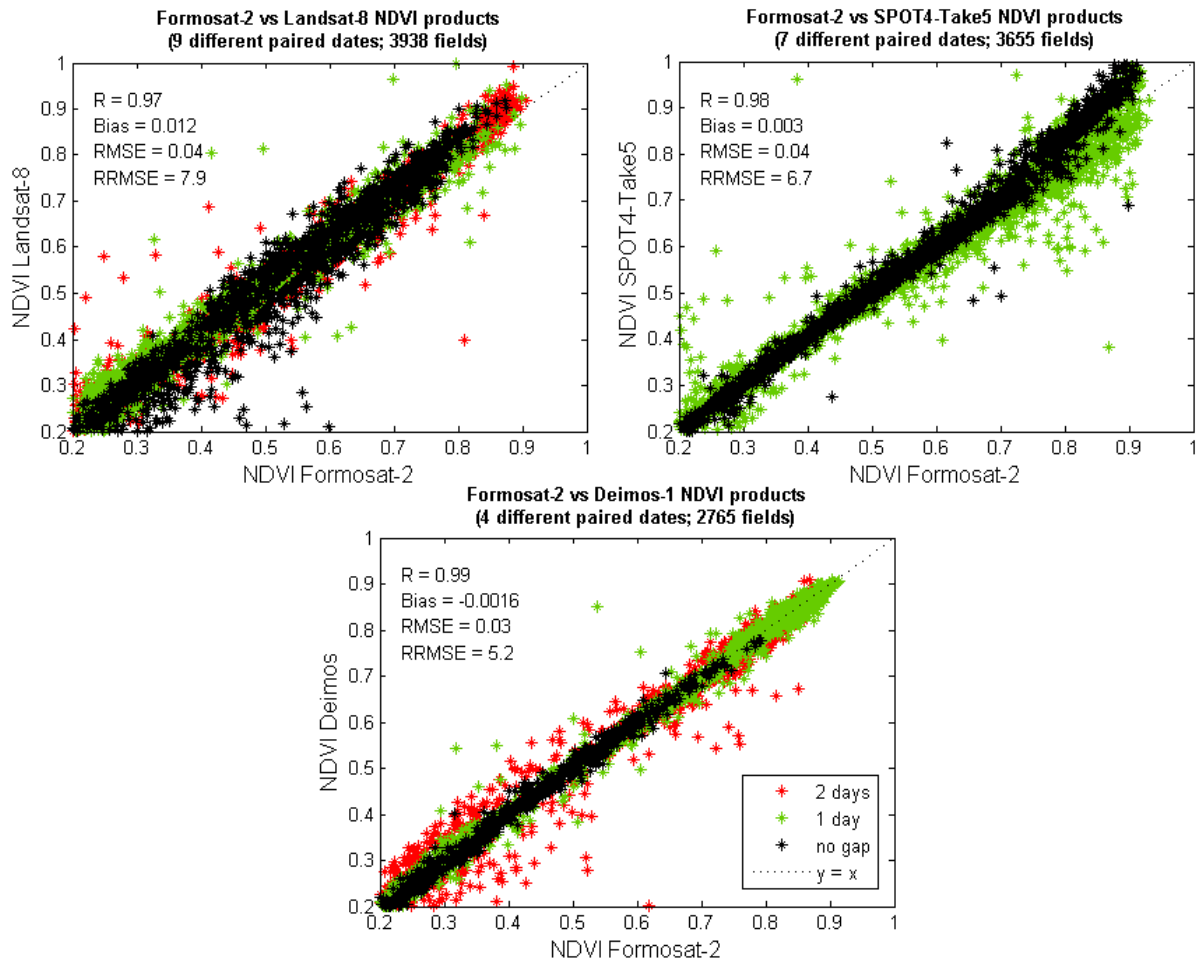 Formosat-2 vs Landsat-8 NDVI products
(9 different paired dates; 3938 fields)
R = 0.97
Bias = 0.012
RMSE = 0.04
RRMSE = 7.9
NDVI Landsat-8
1
0.9
0.8
0.7
0.6
0.5
0.4
0.3
0.2
0.2 0.3 0.4 0.5 0.6 0.7 0.8 0.9 1
NDVI Formosat-2
Formosat-2 vs SPOT4-Take5 NDVI products
(7 different paired dates; 3655 fields)
R = 0.98
Bias = 0.003
RMSE = 0.04
RRMSE = 6.7
NDVI SPOT4-Take5
1
0.9
0.8
0.7
0.6
0.5
0.4
0.3
0.2
0.2 0.3 0.4 0.5 0.6 0.7 0.8 0.9 1
NDVI Formosat-2
Formosat-2 vs Deimos-1 NDVI products
(4 different paired dates; 2765 fields)
R = 0.99
Bias = -0.0016
RMSE = 0.03
RRMSE = 5.2
NDVI Deimos
1
0.9
0.8
0.7
0.6
0.5
0.4
0.3
0.2
2 days
1 day
no gap
y = x
0.2 0.3 0.4 0.5 0.6 0.7 0.8 0.9 1
NDVI Formosat-2